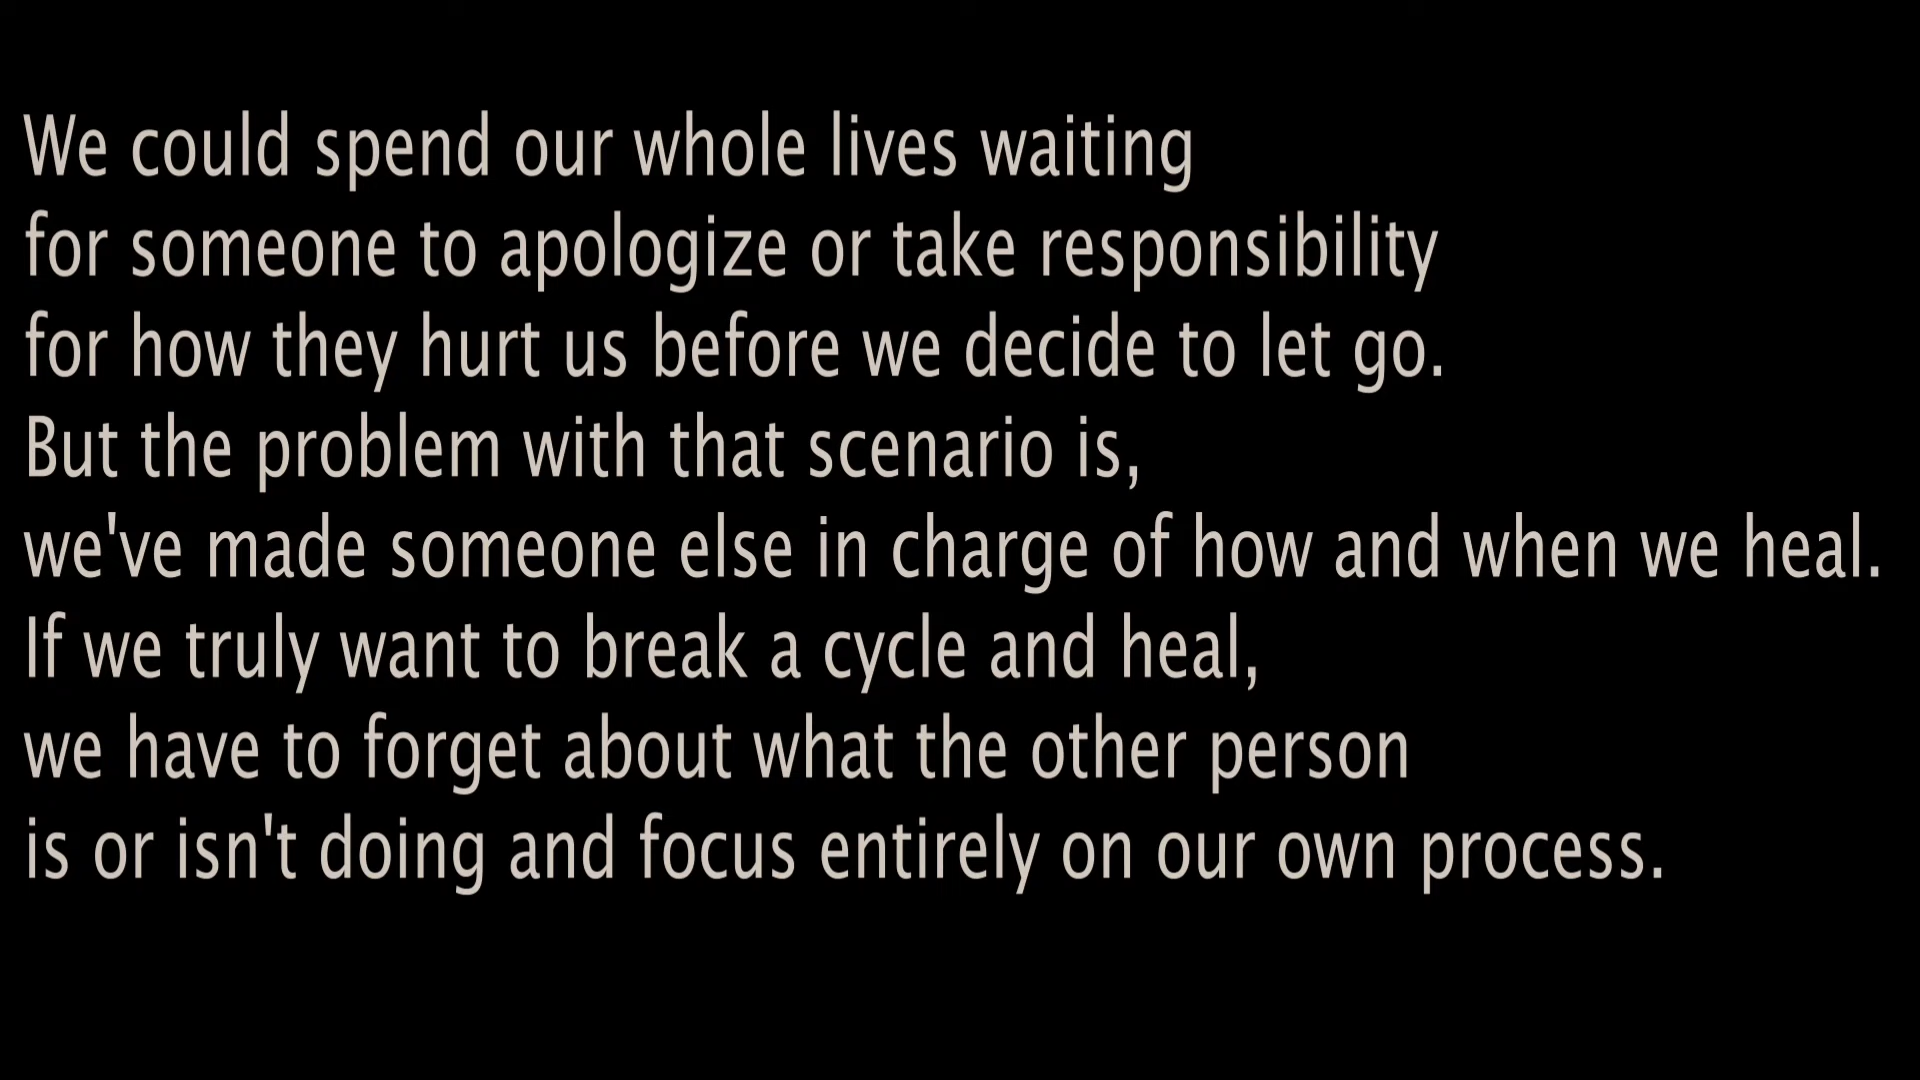 We could spend our whole lives waiting
for someone to apologize or take responsibility
for how they hurt us before we decide to let go.
But the problem with that scenario is,
we've made someone else in charge of how and when we heal.
If we truly want to break a cycle and heal,
we have to forget about what the other person
is or isn't doing and focus entirely on our own process.